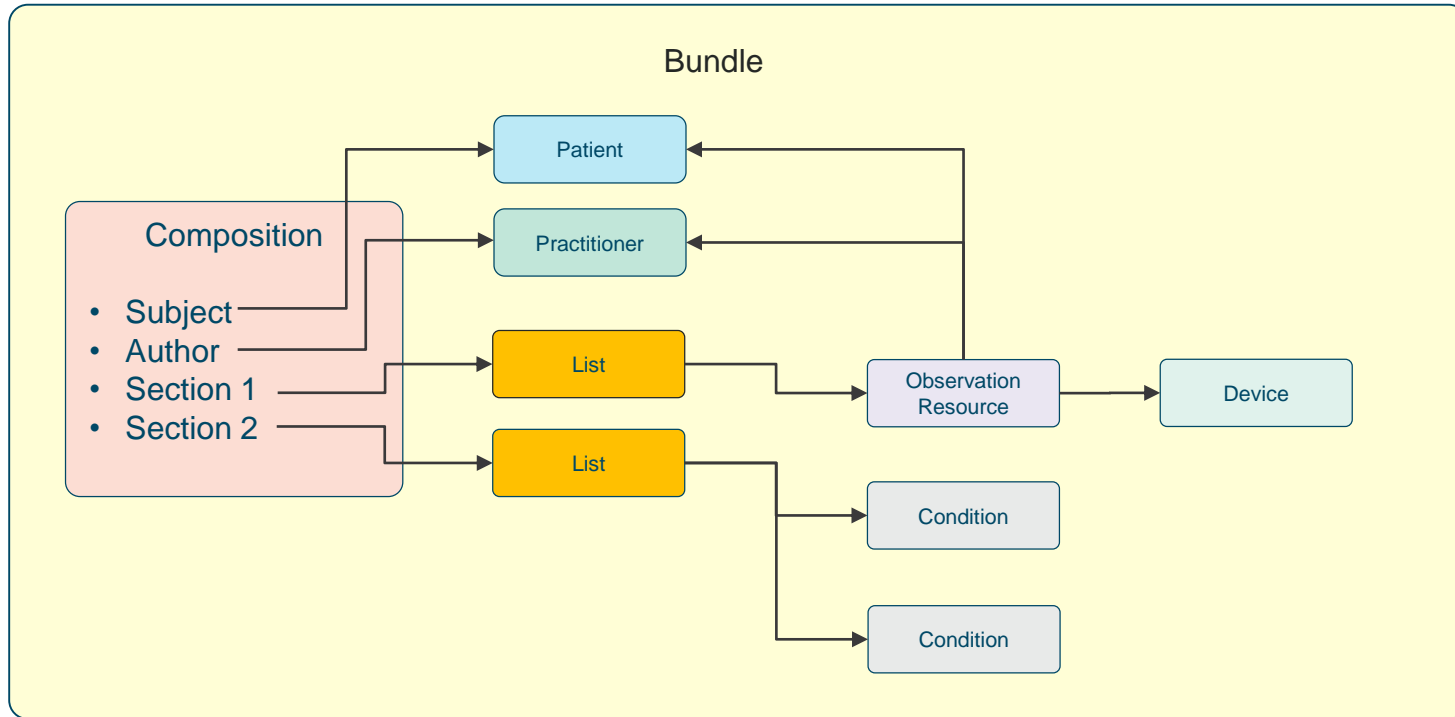 Bundle
Patient
Composition
Practitioner
• Subject
• Author
• Section 1
• Section 2
List
List
Observation
Resource
Device
Condition
Condition